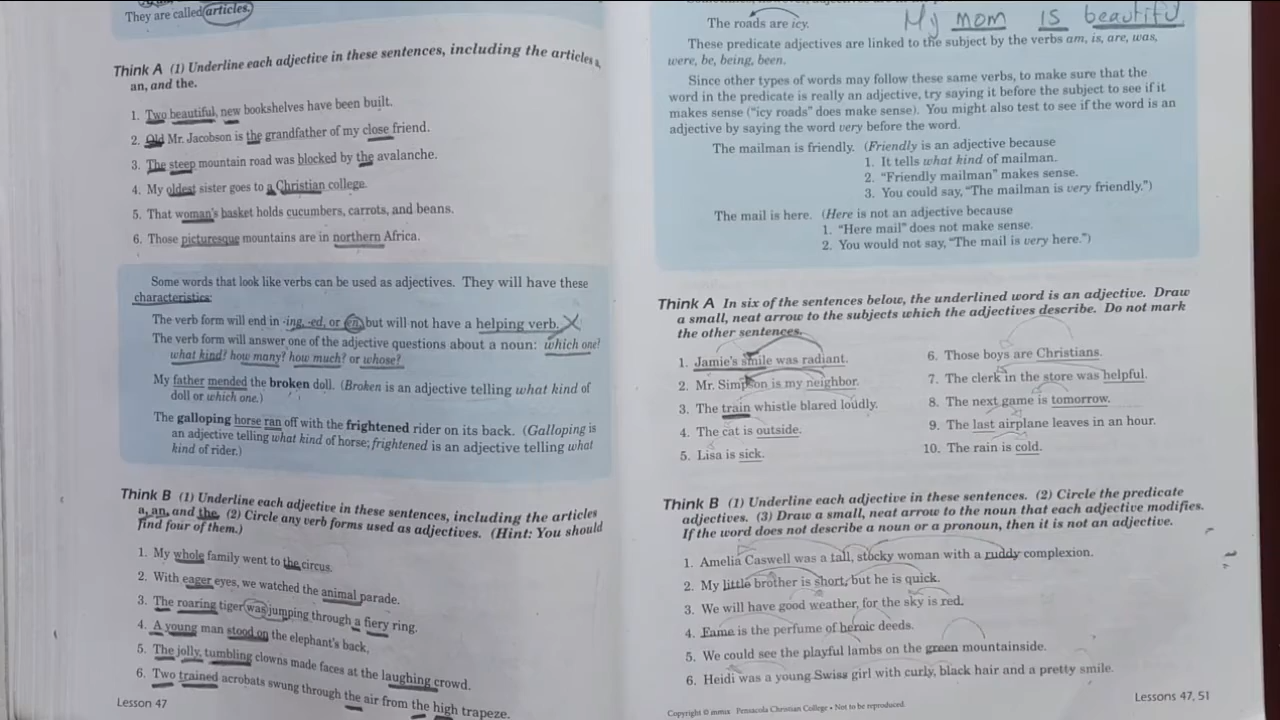 They are called articles.
Think A (1) Underline each adjective in these sentences, including the articles a,
an, and the.
1. Two beautiful, new bookshelves have been built.
2. Old Mr. Jacobson is the grandfather of my close friend.
3. The steep mountain road was blocked by the avalanche.
4. My oldest sister goes to a Christian college.
5. That woman's basket holds cucumbers, carrots, and beans.
6. Those picturesque mountains are in northern Africa.
Some words that look like verbs can be used as adjectives. They will have these
characteristics:
The verb form will end in -ing, -ed, or en but will not have a helping verb.
The verb form will answer one of the adjective questions about a noun: which one?
what kind? how many? how much? or whose?
My father mended the broken doll. (Broken is an adjective telling what kind of
doll or which one.)
The galloping horse ran off with the frightened rider on its back. (Galloping is
an adjective telling what kind of horse; frightened is an adjective telling what
kind of rider.)
Think B (1) Underline each adjective in these sentences, including the articles
a, an, and the. (2) Circle any verb forms used as adjectives. (Hint: You should
find four of them.)
1. My whole family went to the circus.
2. With eager eyes, we watched the animal parade.
3. The roaring tiger was jumping through a fiery ring.
4. A young man stood on the elephant's back.
5. The jolly, tumbling clowns made faces at the laughing crowd.
6. Two trained acrobats swung through the air from the high trapeze.
Lesson 47
The roads are icy.
My mom is beautiful
These predicate adjectives are linked to the subject by the verbs am, is, are, was,
were, be, being, been.
Since other types of words may follow these same verbs, to make sure that the
word in the predicate is really an adjective, try saying it before the subject to see if it
makes sense ("icy roads" does make sense). You might also test to see if the word is an
adjective by saying the word very before the word.
The mailman is friendly. (Friendly is an adjective because
1. It tells what kind of mailman.
2. "Friendly mailman" makes sense.
3. You could say, "The mailman is very friendly.")
The mail is here. (Here is not an adjective because
1. "Here mail" does not make sense.
2. You would not say, "The mail is very here.")
Think A In six of the sentences below, the underlined word is an adjective. Draw
a small, neat arrow to the subjects which the adjectives describe. Do not mark
the other sentences.
1. Jamie's smile was radiant.
2. Mr. Simpson is my neighbor.
3. The train whistle blared loudly.
4. The cat is outside.
5. Lisa is sick.
6. Those boys are Christians.
7. The clerk in the store was helpful.
8. The next game is tomorrow.
9. The last airplane leaves in an hour.
10. The rain is cold.
Think B (1) Underline each adjective in these sentences. (2) Circle the predicate
adjectives. (3) Draw a small, neat arrow to the noun that each adjective modifies.
If the word does not describe a noun or a pronoun, then it is not an adjective.
1. Amelia Caswell was a tall, stocky woman with a ruddy complexion.
2. My little brother is short, but he is quick.
3. We will have good weather, for the sky is red.
4. Fame is the perfume of heroic deeds.
5. We could see the playful lambs on the green mountainside.
6. Heidi was a young Swiss girl with curly, black hair and a pretty smile.
Copyright © mmix Pensacola Christian College • Not to be reproduced.
Lessons 47, 51